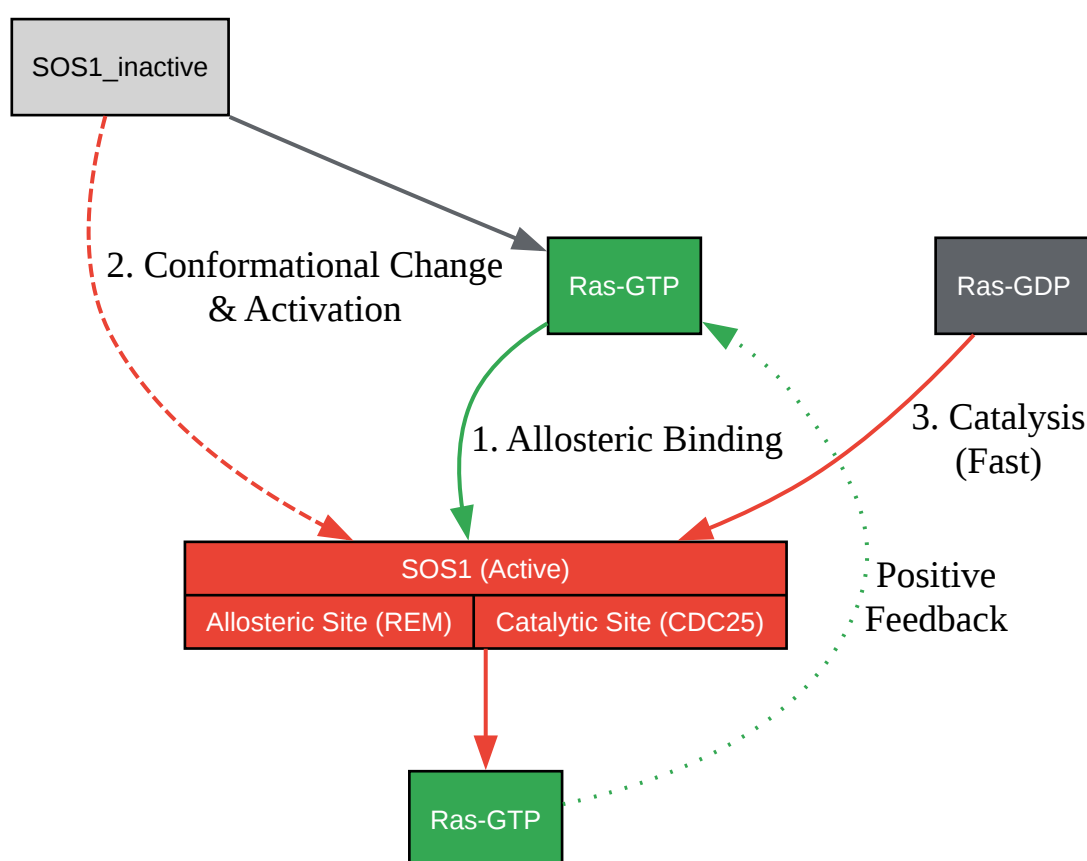 SOS1_inactive
2. Conformational Change
& Activation
Ras-GTP
Ras-GDP
1. Allosteric Binding
3. Catalysis
(Fast)
SOS1 (Active)
Allosteric Site (REM)
Catalytic Site (CDC25)
Positive
Feedback
Ras-GTP